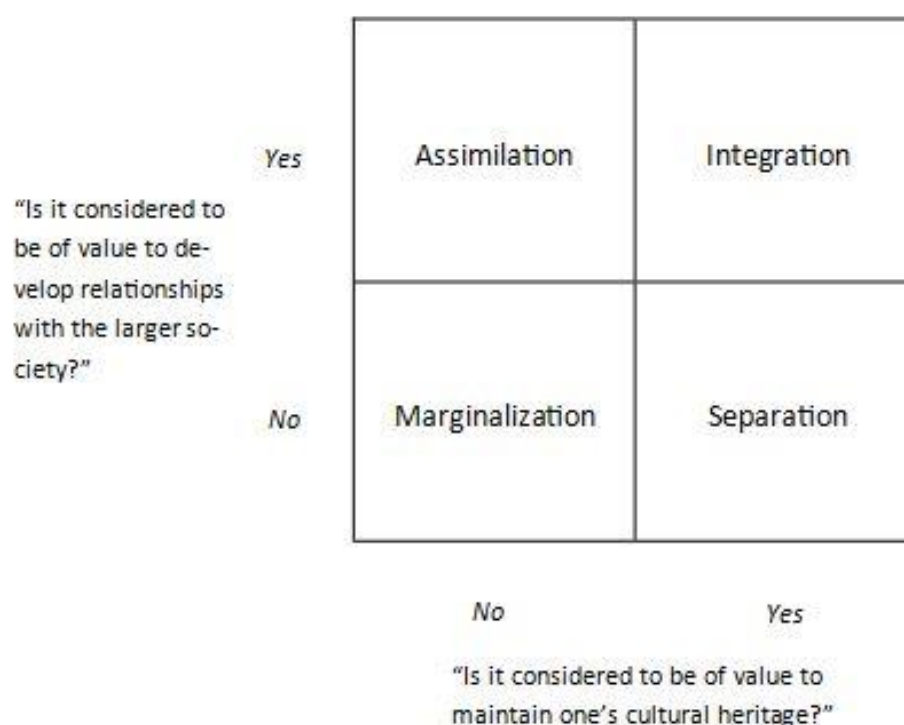 Yes
Assimilation
Integration
“Is it considered to
be of value to de-
velop relationships
with the larger so-
ciety?”
No
Marginalization
Separation
No
Yes
“Is it considered to be of value to
maintain one’s cultural heritage?”